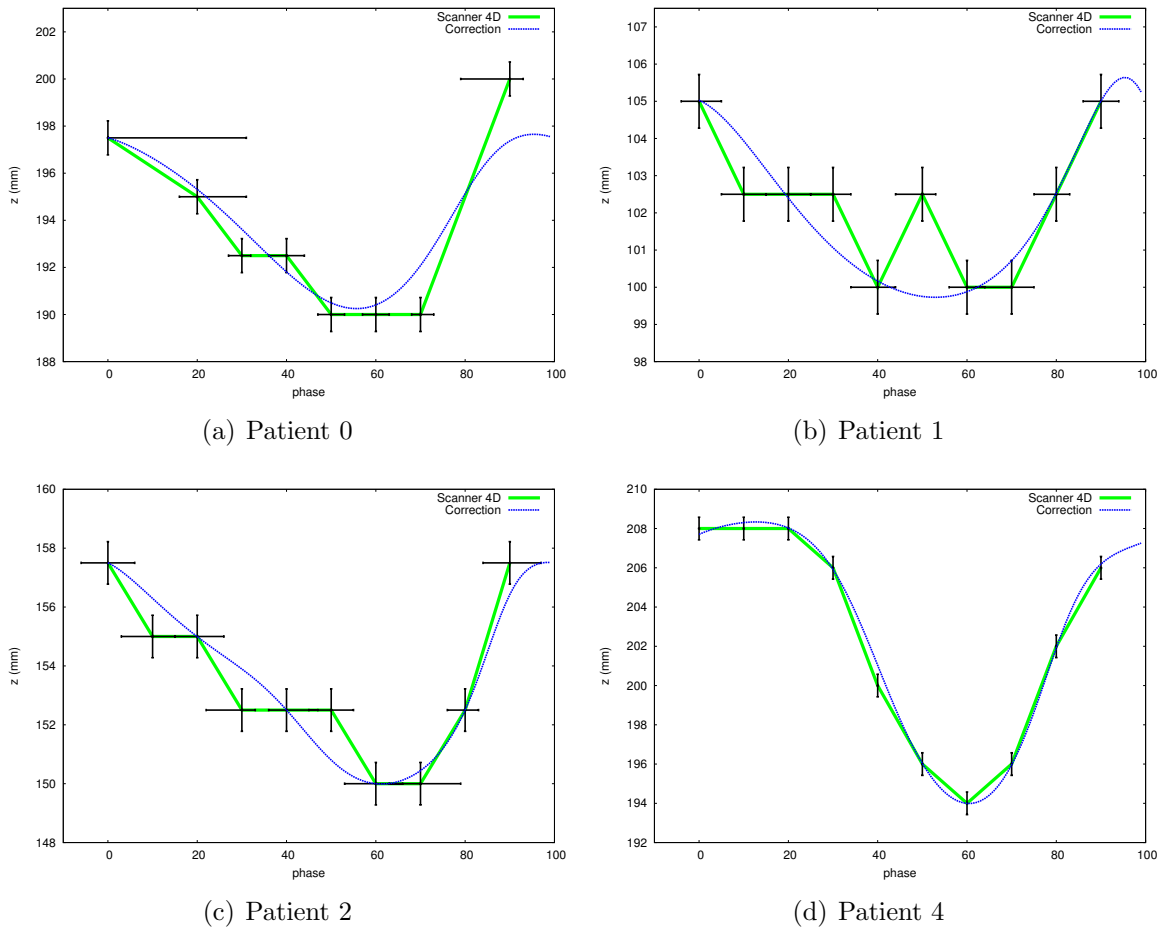 Scanner 4D
Correction
z (mm)
202
200
198
196
194
192
190
188
0
20
40
60
80
100
phase
(a) Patient 0
Scanner 4D
Correction
z (mm)
107
106
105
104
103
102
101
100
99
98
0
20
40
60
80
100
phase
(b) Patient 1
Scanner 4D
Correction
z (mm)
160
158
156
154
152
150
148
0
20
40
60
80
100
phase
(c) Patient 2
Scanner 4D
Correction
z (mm)
210
208
206
204
202
200
198
196
194
192
0
20
40
60
80
100
phase
(d) Patient 4